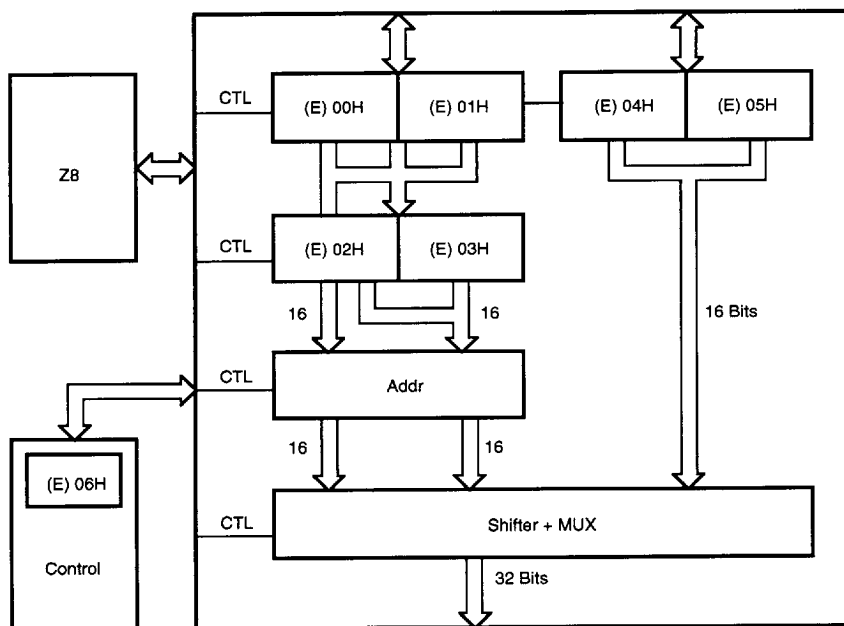 CTL
(E) 00H
(E) 01H
(E) 04H
(E) 05H
Z8
CTL
(E) 02H
(E) 03H
16
16
16 Bits
CTL
Addr
16
16
(E) 06H
CTL
Shifter + MUX
Control
32 Bits